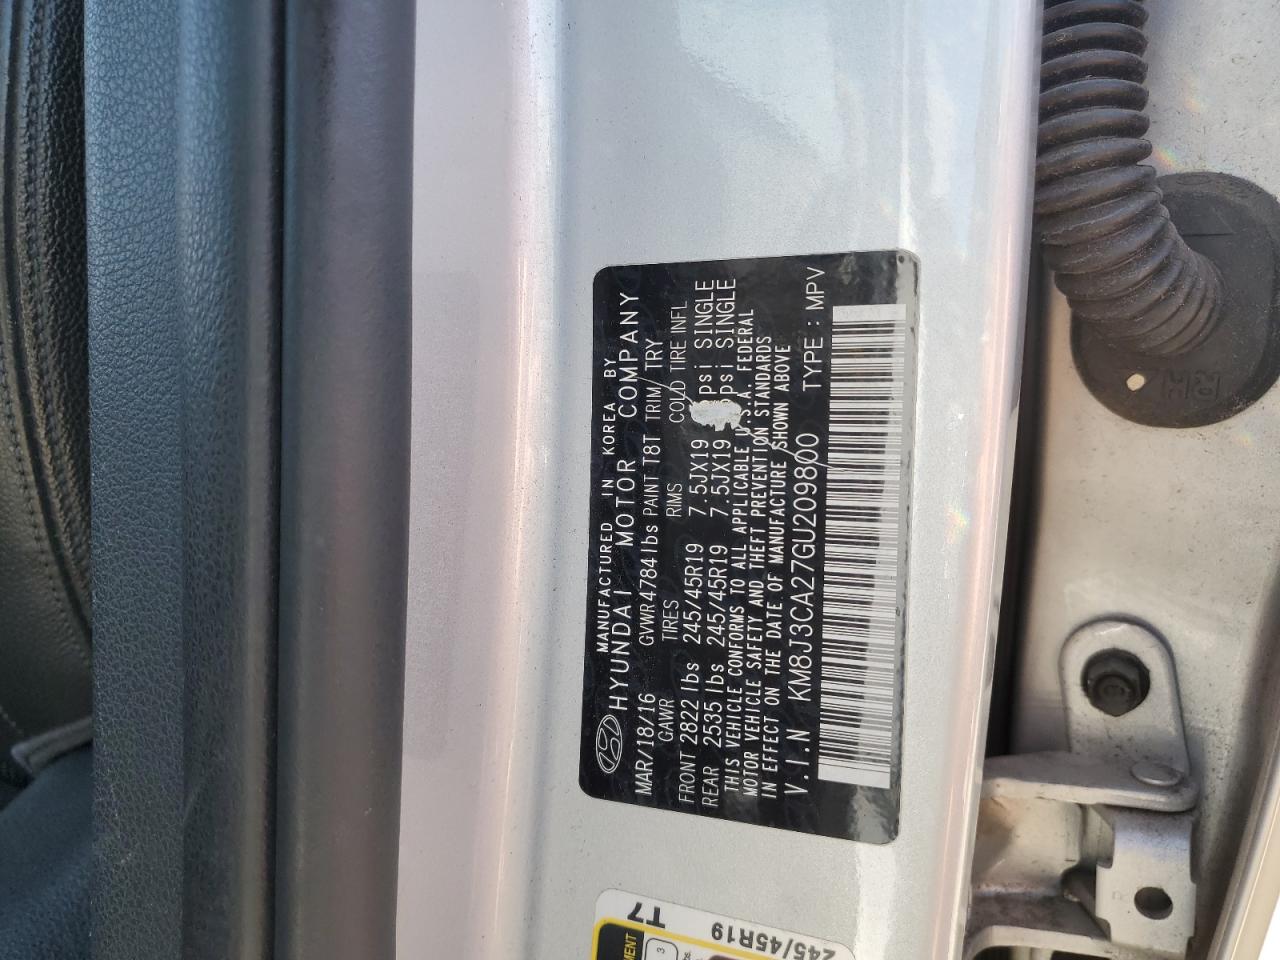 MANUFACTURED IN KOREA BY
HYUNDAI MOTOR COMPANY
MAR/18/16 GVWR 4784lbs PAINT T8T TRIM TRY
GAWR TIRES RIMS COLD TIRE INFL
FRONT 2822 lbs 245/45R19 7.5JX19 psi SINGLE
REAR 2535 lbs 245/45R19 7.5JX19 psi SINGLE
THIS VEHICLE CONFORMS TO ALL APPLICABLE U.S.A. FEDERAL
MOTOR VEHICLE SAFETY AND THEFT PREVENTION STANDARDS
IN EFFECT ON THE DATE OF MANUFACTURE SHOWN ABOVE
V.I.N KM8J3CA27GU209800 TYPE : MPV
RH
T7
245/45R19
3